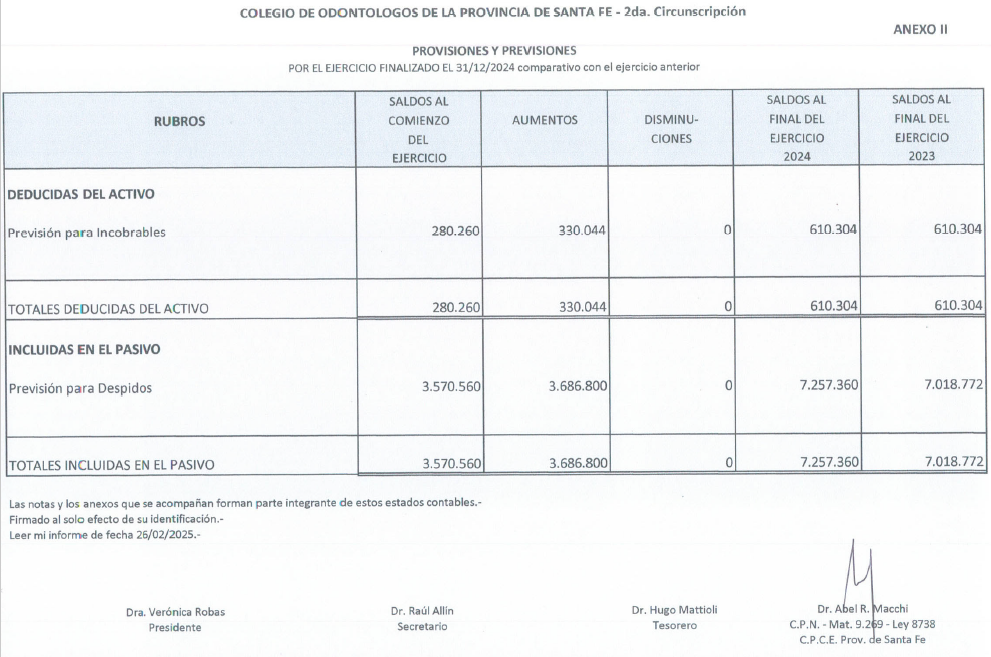 COLEGIO DE ODONTOLOGOS DE LA PROVINCIA DE SANTA FE - 2da. Circunscripción
ANEXO II
PROVISIONES Y PREVISIONES
POR EL EJERCICIO FINALIZADO EL 31/12/2024 comparativo con el ejercicio anterior
RUBROS
SALDOS AL
COMIENZO
DEL
EJERCICIO
AUMENTOS
DISMINU-
CIONES
SALDOS AL
FINAL DEL
EJERCICIO
2024
SALDOS AL
FINAL DEL
EJERCICIO
2023
DEDUCIDAS DEL ACTIVO
Previsión para Incobrables 280.260 330.044 0 610.304 610.304
TOTALES DEDUCIDAS DEL ACTIVO 280.260 330.044 0 610.304 610.304
INCLUIDAS EN EL PASIVO
Previsión para Despidos 3.570.560 3.686.800 0 7.257.360 7.018.772
TOTALES INCLUIDAS EN EL PASIVO 3.570.560 3.686.800 0 7.257.360 7.018.772
Las notas y los anexos que se acompañan forman parte integrante de estos estados contables.-
Firmado al solo efecto de su identificación.-
Leer mi informe de fecha 26/02/2025.-
Dra. Verónica Robas Dr. Raúl Allín Dr. Hugo Mattioli Dr. Abel R. Macchi
Presidente Secretario Tesorero C.P.N. - Mat. 9.269 - Ley 8738
C.P.C.E. Prov. de Santa Fe